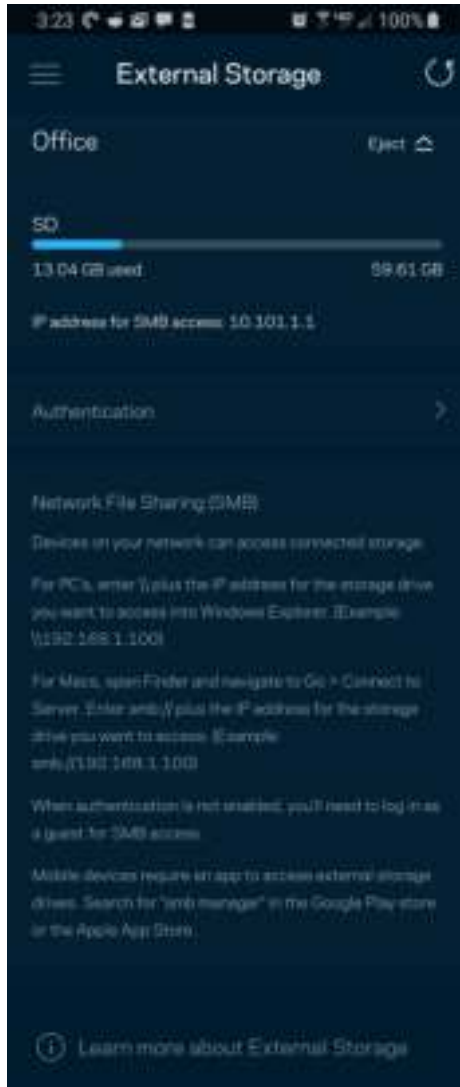 3:23
100%
External Storage
Office
Eject
SD
13.04 GB used
59.61 GB
IP address for SMB access: 10.101.1.1
Authentication
Network File Sharing (SMB)
Devices on your network can access connected storage.
For PC's, enter \\ plus the IP address for the storage drive
you want to access into Windows Explorer. (Example:
\\192.168.1.100)
For Macs, open Finder and navigate to Go > Connect to
Server. Enter smb:// plus the IP address for the storage
drive you want to access. (Example:
smb://192.168.1.100)
When authentication is not enabled, you'll need to log in as
a guest for SMB access.
Mobile devices require an app to access external storage
drives. Search for "smb manager" in the Google Play store
or the Apple App Store.
Learn more about External Storage